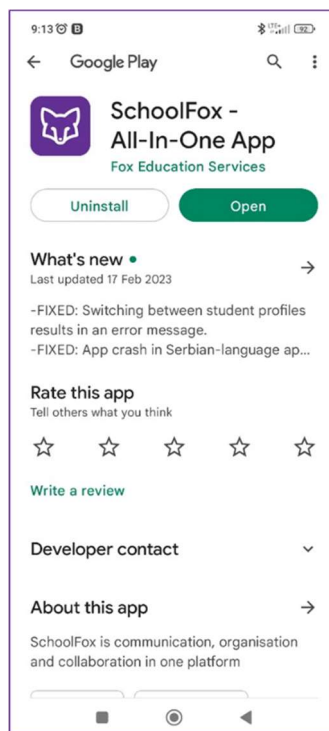 9:13 B LTE+ 92
Google Play
SchoolFox -
All-In-One App
Fox Education Services
Uninstall Open
What's new
Last updated 17 Feb 2023
-FIXED: Switching between student profiles
results in an error message.
-FIXED: App crash in Serbian-language ap...
Rate this app
Tell others what you think
Write a review
Developer contact
About this app
SchoolFox is communication, organisation
and collaboration in one platform